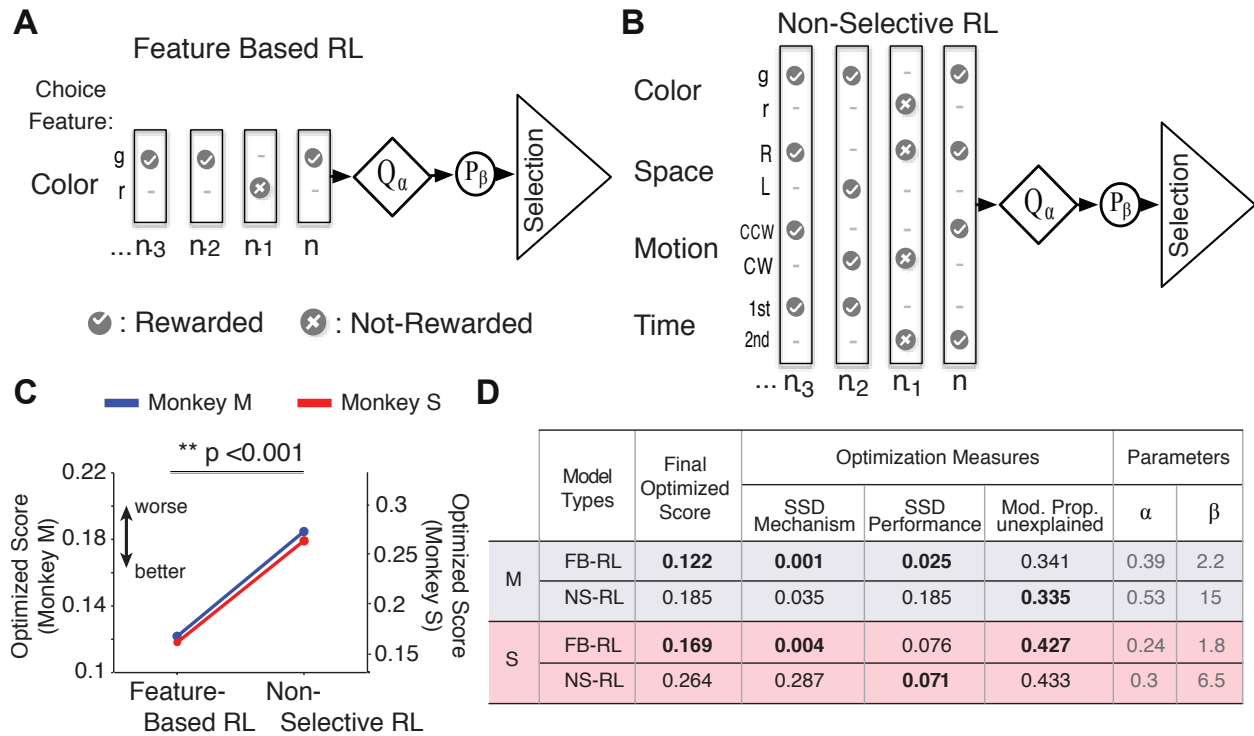 A
Feature Based RL
Choice
Feature:
Color
g
r
- -
- - -
... n-3 n-2 n-1 n
Qα
Pβ
Selection
: Rewarded : Not-Rewarded
B
Non-Selective RL
Color
g -
r - - -
Space
R -
L - - -
Motion
CCW - -
CW - -
Time
1st - -
2nd - -
... n-3 n-2 n-1 n
Qα
Pβ
Selection
C
Monkey M Monkey S
** p <0.001
Optimized Score
(Monkey M)
0.22
0.18
0.14
0.1
worse
better
0.3
0.25
0.2
0.15
Optimized Score
(Monkey S)
Feature-
Based RL
Non-
Selective RL
D
Model Types Final Optimized Score Optimization Measures Parameters
SSD Mechanism SSD Performance Mod. Prop. unexplained α β
M FB-RL 0.122 0.001 0.025 0.341 0.39 2.2
NS-RL 0.185 0.035 0.185 0.335 0.53 15
S FB-RL 0.169 0.004 0.076 0.427 0.24 1.8
NS-RL 0.264 0.287 0.071 0.433 0.3 6.5